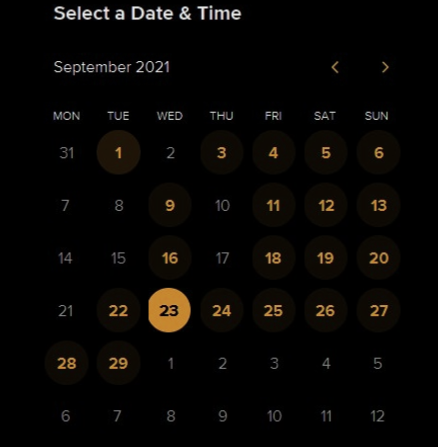 Select a Date & Time
September 2021 < >
MON TUE WED THU FRI SAT SUN
31 1 2 3 4 5 6
7 8 9 10 11 12 13
14 15 16 17 18 19 20
21 22 23 24 25 26 27
28 29 1 2 3 4 5
6 7 8 9 10 11 12